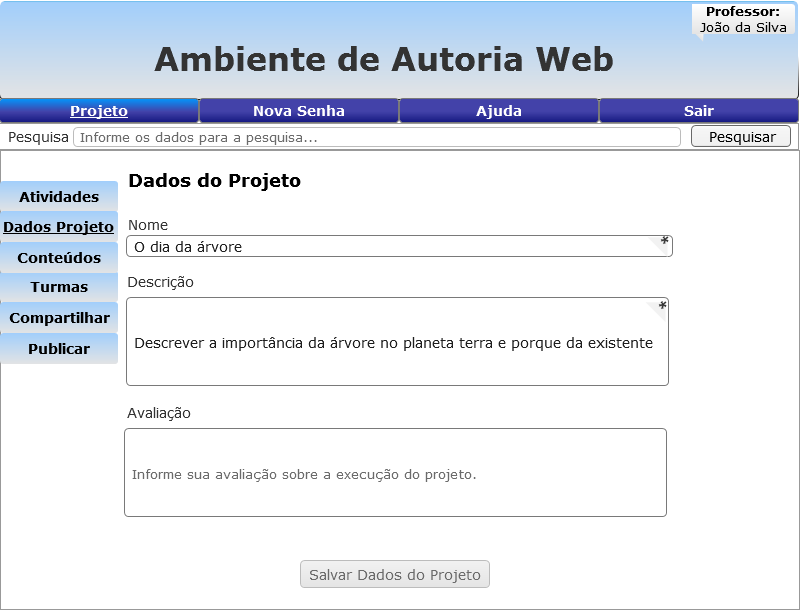 Professor:
João da Silva
Ambiente de Autoria Web
Projeto Nova Senha Ajuda Sair
Pesquisa Informe os dados para a pesquisa... Pesquisar
Dados do Projeto
Atividades
Dados Projeto
Conteúdos
Turmas
Compartilhar
Publicar
Nome
O dia da árvore *
Descrição
*
Descrever a importância da árvore no planeta terra e porque da existente
Avaliação
Informe sua avaliação sobre a execução do projeto.
Salvar Dados do Projeto